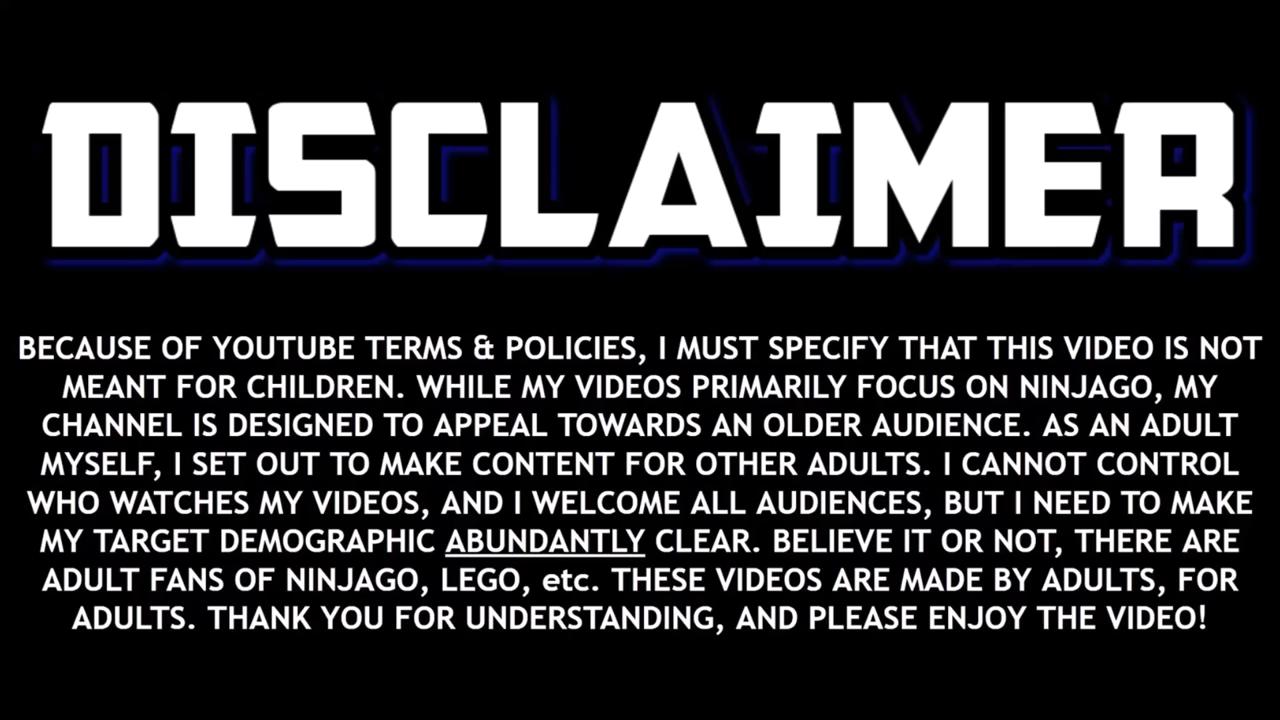 DISCLAIMER
BECAUSE OF YOUTUBE TERMS & POLICIES, I MUST SPECIFY THAT THIS VIDEO IS NOT
MEANT FOR CHILDREN. WHILE MY VIDEOS PRIMARILY FOCUS ON NINJAGO, MY
CHANNEL IS DESIGNED TO APPEAL TOWARDS AN OLDER AUDIENCE. AS AN ADULT
MYSELF, I SET OUT TO MAKE CONTENT FOR OTHER ADULTS. I CANNOT CONTROL
WHO WATCHES MY VIDEOS, AND I WELCOME ALL AUDIENCES, BUT I NEED TO MAKE
MY TARGET DEMOGRAPHIC ABUNDANTLY CLEAR. BELIEVE IT OR NOT, THERE ARE
ADULT FANS OF NINJAGO, LEGO, etc. THESE VIDEOS ARE MADE BY ADULTS, FOR
ADULTS. THANK YOU FOR UNDERSTANDING, AND PLEASE ENJOY THE VIDEO!